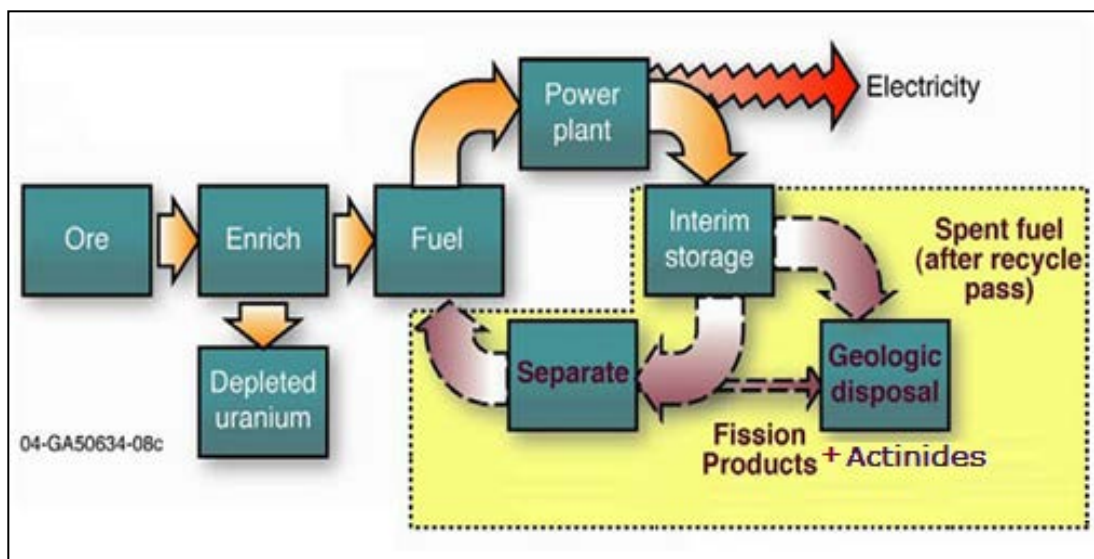 Power
plant
Electricity
Ore
Enrich
Fuel
Interim
storage
Spent fuel
(after recycle
pass)
Depleted
uranium
Separate
Geologic
disposal
04-GA50634-08c
Fission
Products + Actinides